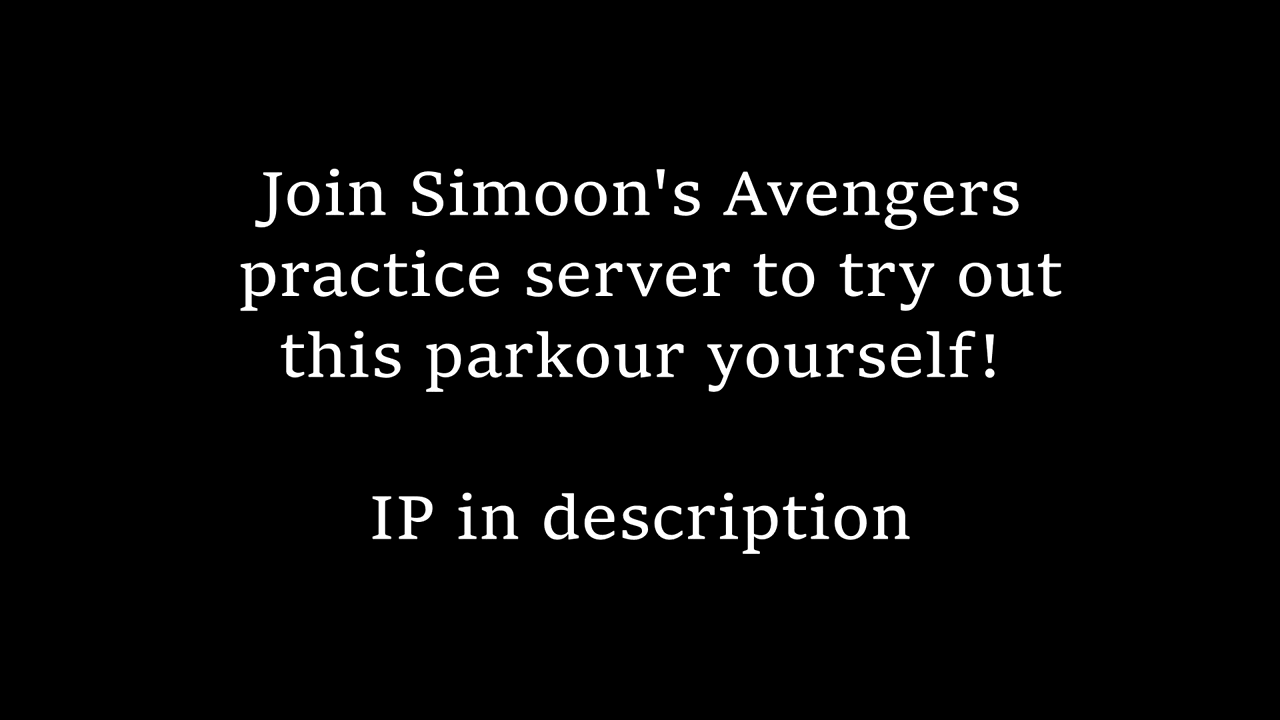 Join Simoon's Avengers
practice server to try out
this parkour yourself!
IP in description